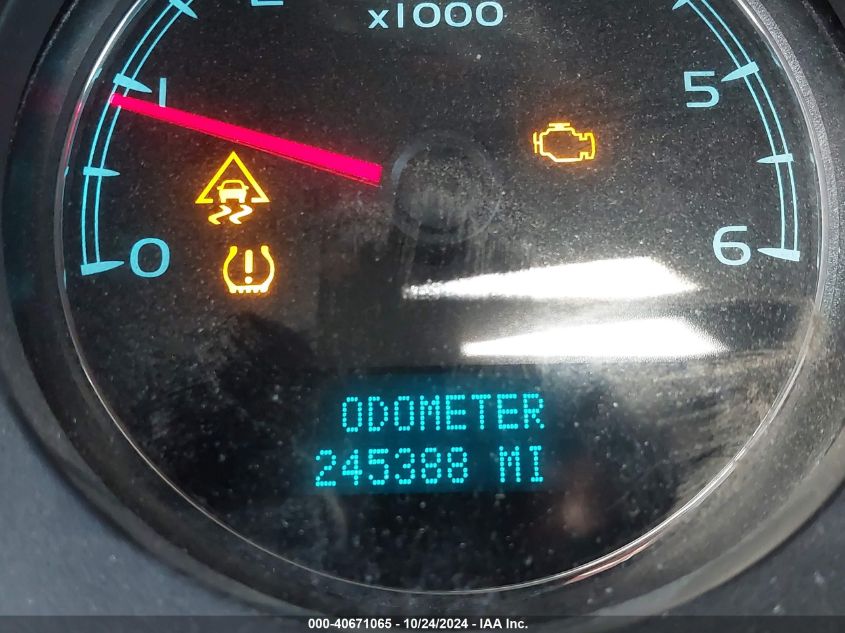 x1000
1
5
0
6
ODOMETER
245388 MI
000-40671065 - 10/24/2024 - IAA Inc.